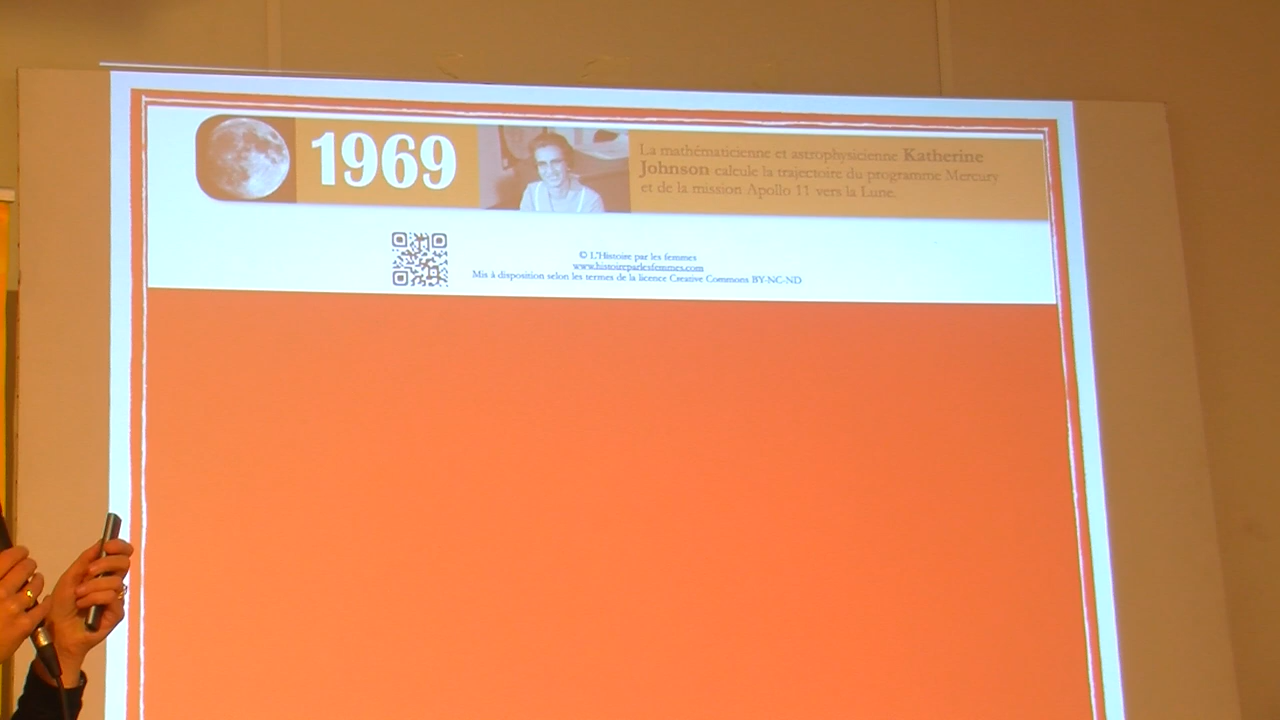 1969
La mathématicienne et astrophysicienne Katherine
Johnson calcule la trajectoire du programme Mercury
et de la mission Apollo 11 vers la Lune.
© L'Histoire par les femmes
www.histoireparlesfemmes.com
Mis à disposition selon les termes de la licence Creative Commons BY-NC-ND